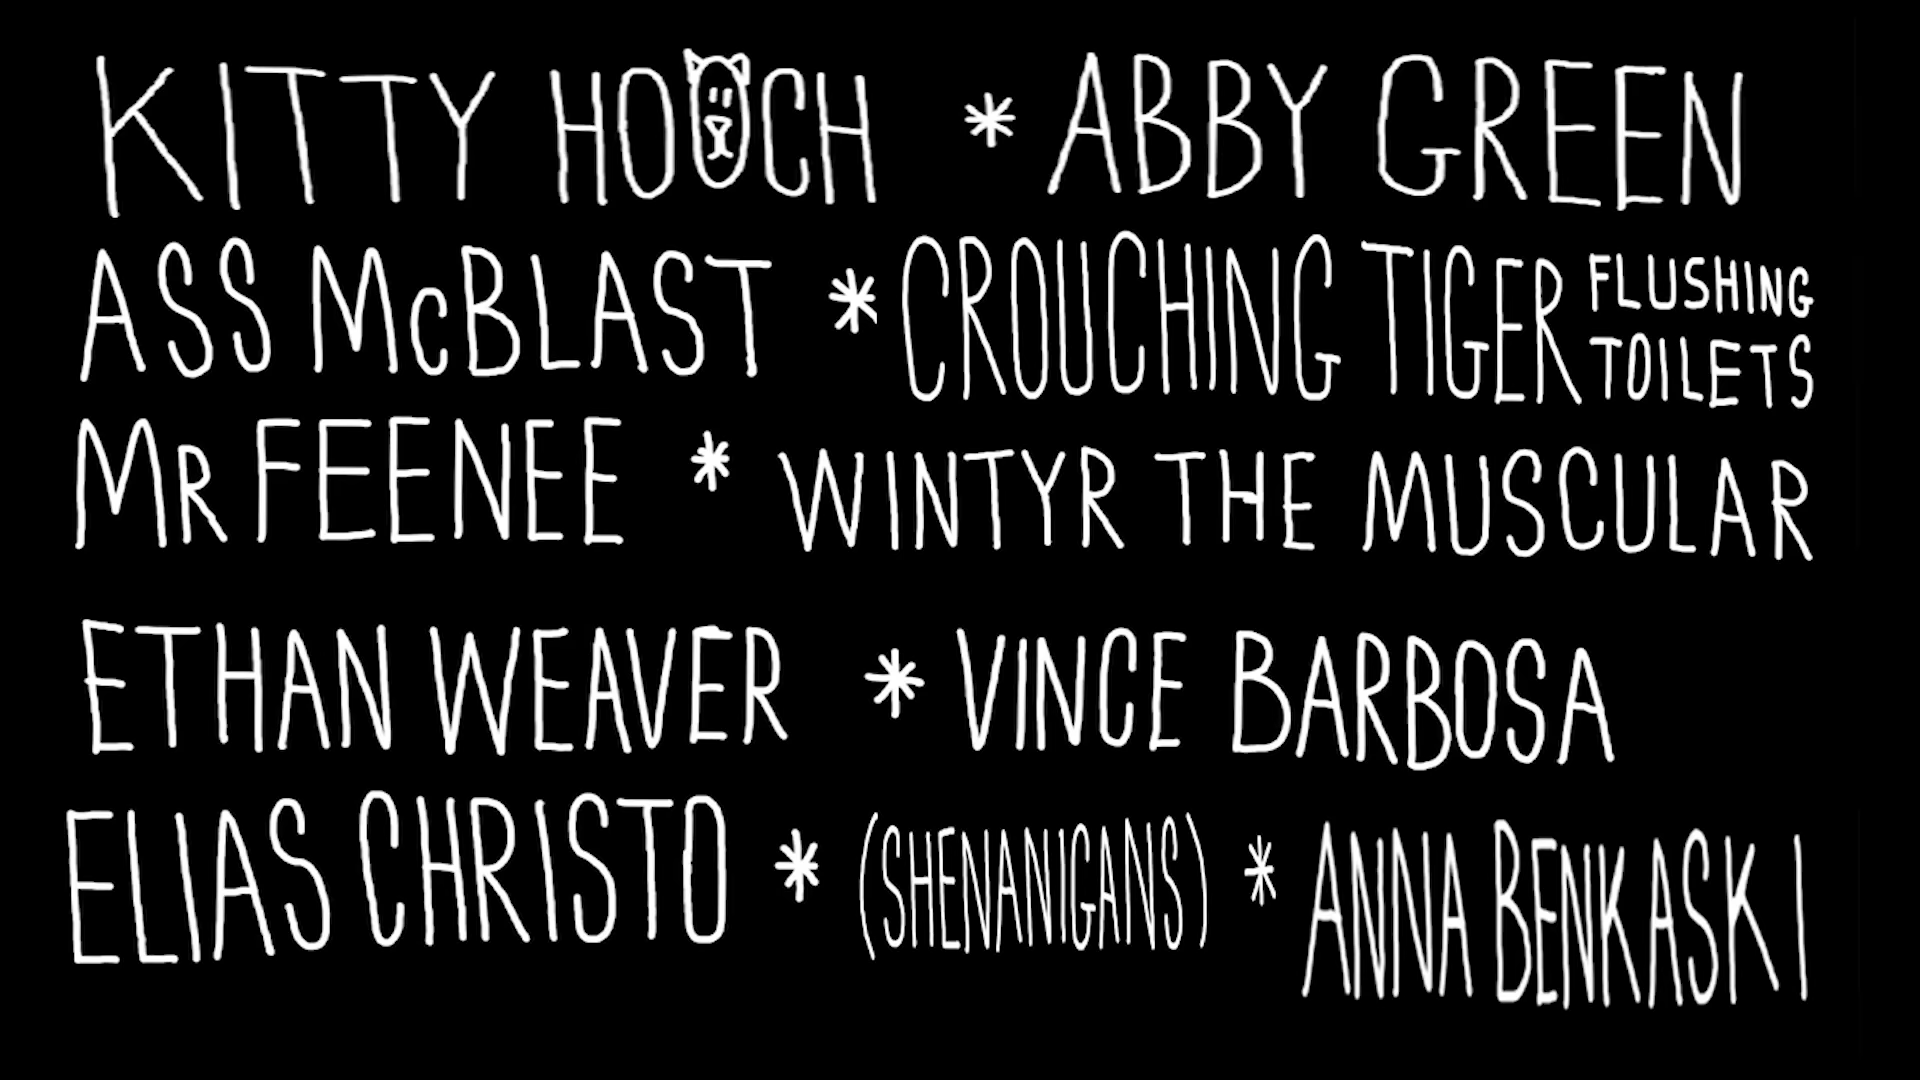 KITTY HOOCH * ABBY GREEN
ASS McBLAST * CROUCHING TIGER FLUSHING TOILETS
MR FEENEE * WINTYR THE MUSCULAR
ETHAN WEAVER * VINCE BARBOSA
ELIAS CHRISTO * (SHENANIGANS) * ANNA BENKASKI